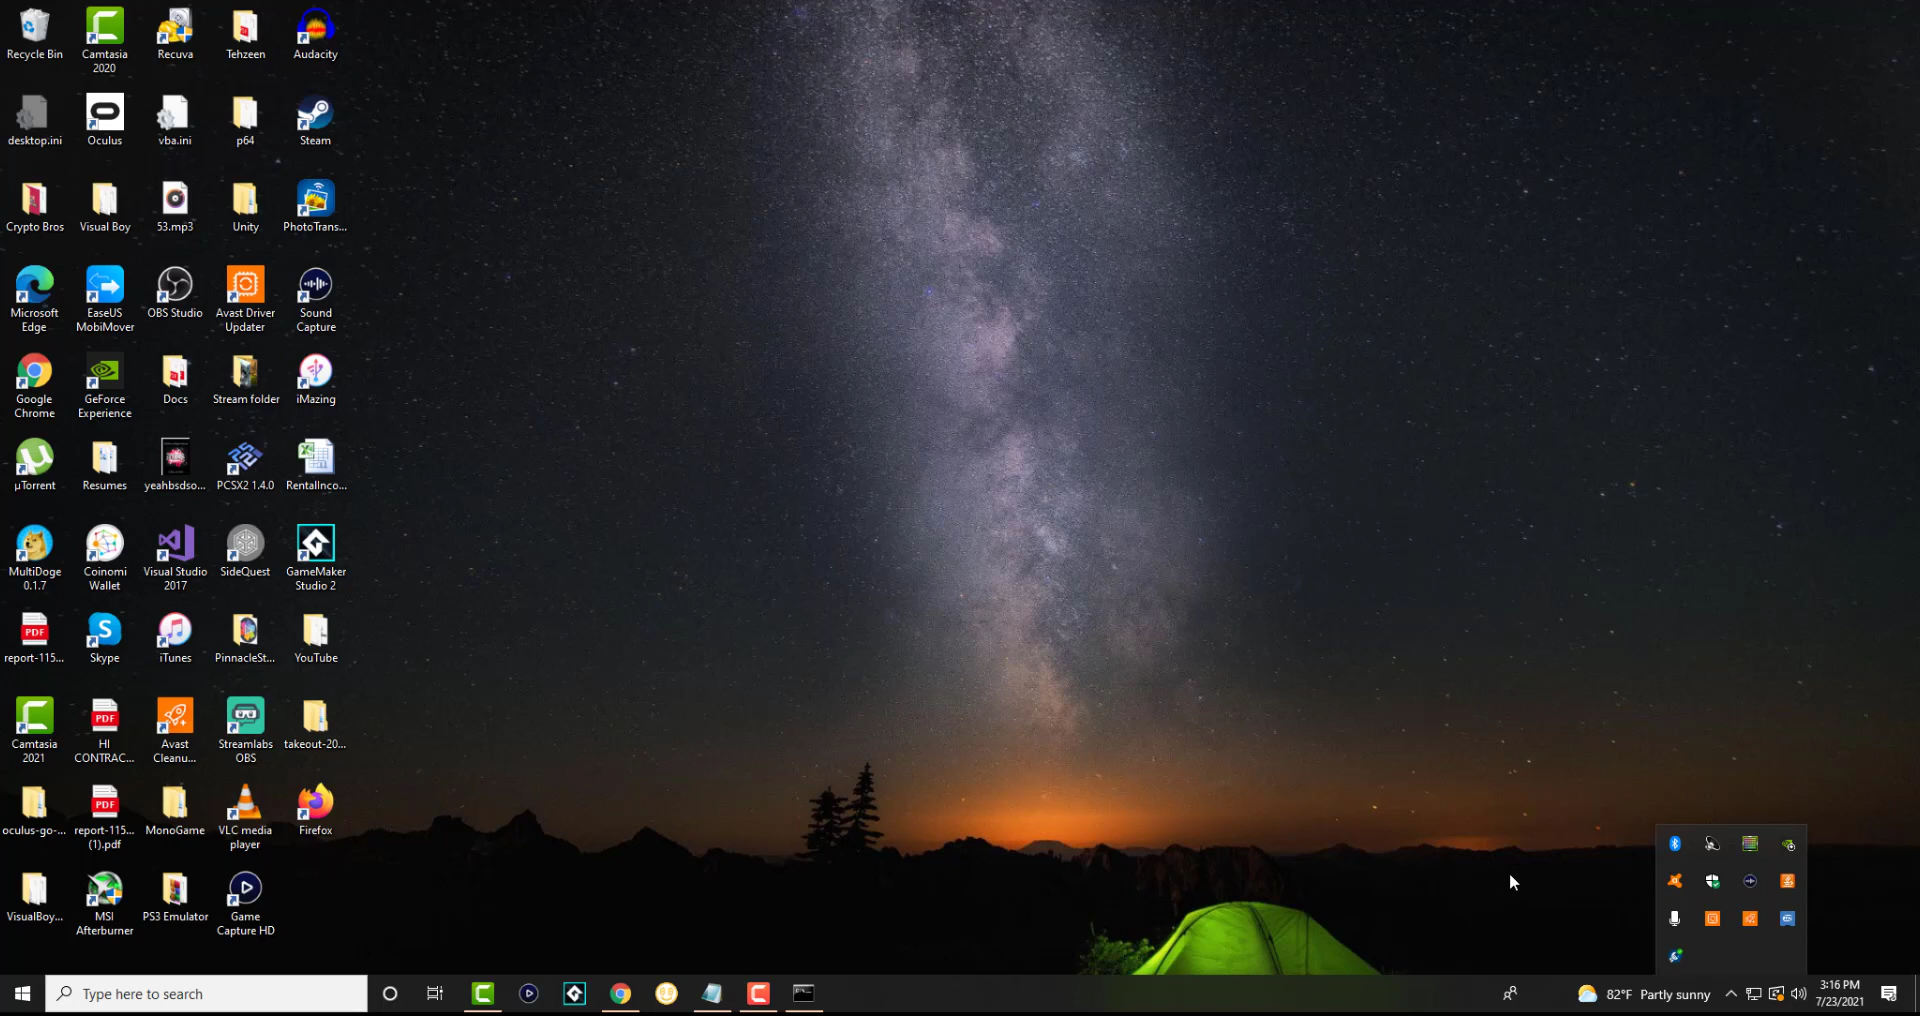 Recycle Bin
Camtasia
2020
Recuva
Tehzeen
Audacity
desktop.ini
Oculus
vba.ini
p64
Steam
Crypto Bros
Visual Boy
53.mp3
Unity
PhotoTrans...
Microsoft
Edge
EaseUS
MobiMover
OBS Studio
Avast Driver
Updater
Sound
Capture
Google
Chrome
GeForce
Experience
Docs
Stream folder
iMazing
µTorrent
Resumes
yeahbsdso...
PCSX2 1.4.0
RentalInco...
MultiDoge
0.1.7
Coinomi
Wallet
Visual Studio
2017
SideQuest
GameMaker
Studio 2
PDF
report-115...
Skype
iTunes
PinnacleSt...
YouTube
Camtasia
2021
PDF
HI
CONTRAC...
Avast
Cleanu...
Streamlabs
OBS
takeout-20...
oculus-go-...
PDF
report-115...
(1).pdf
MonoGame
VLC media
player
Firefox
VisualBoy...
MSI
Afterburner
PS3 Emulator
Game
Capture HD
Type here to search
82°F Partly sunny
3:16 PM
7/23/2021